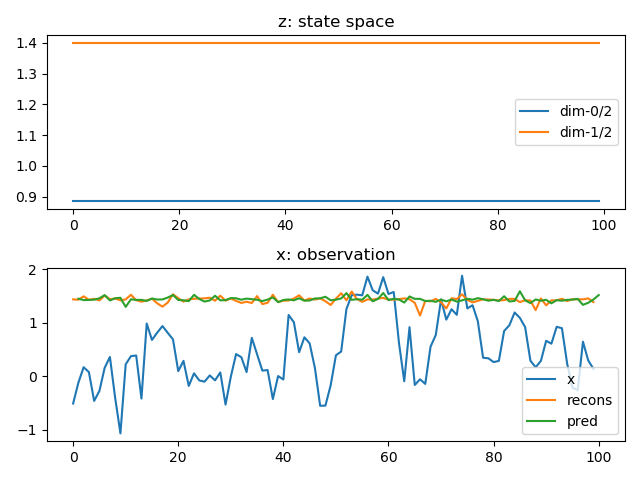 z: state space
1.4
1.3
1.2
1.1
1.0
0.9
dim-0/2
dim-1/2
0 20 40 60 80 100
x: observation
2
1
0
−1
x
recons
pred
0 20 40 60 80 100